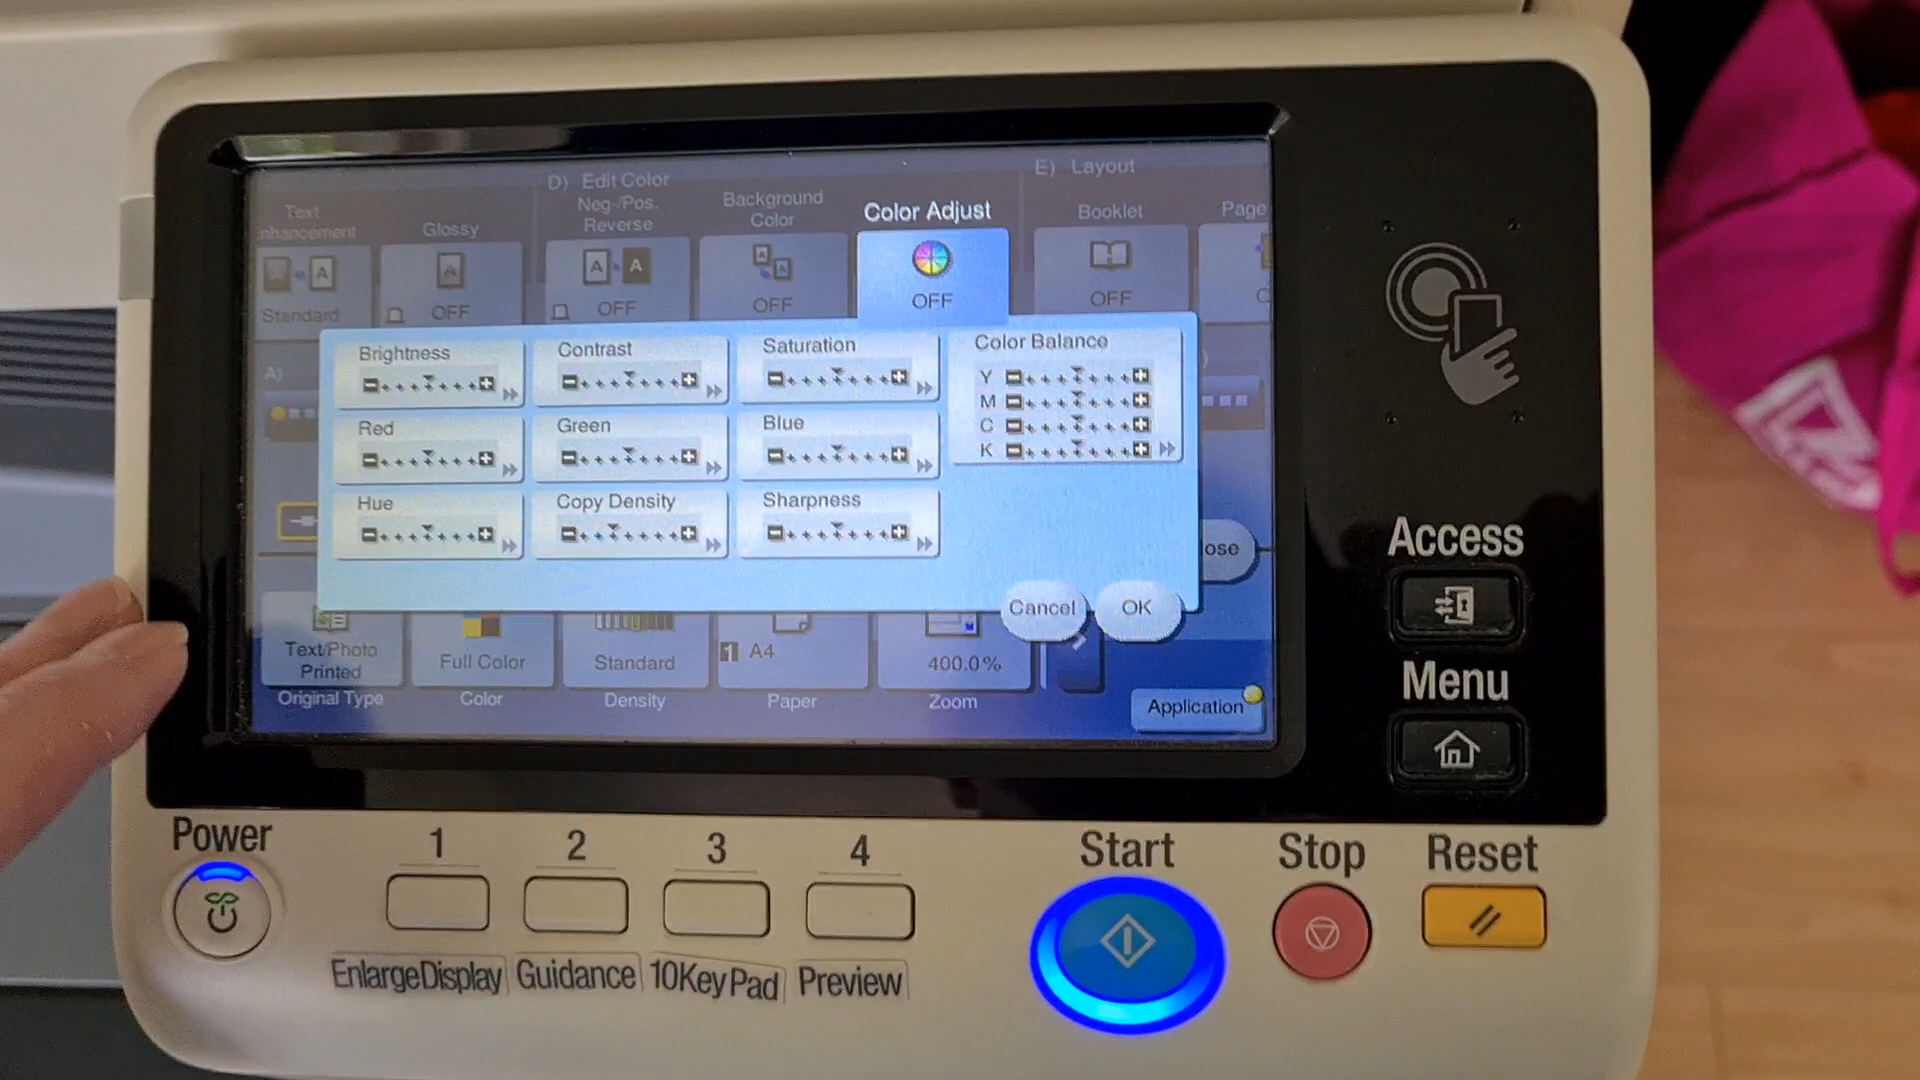 D) Edit Color
E) Layout
Text
Enhancement
Glossy
Neg-/Pos.
Reverse
Background
Color
Color Adjust
Booklet
Page
Standard
OFF
OFF
OFF
OFF
OFF
A)
Brightness
Contrast
Saturation
Color Balance
Y
M
C
K
Red
Green
Blue
Hue
Copy Density
Sharpness
Cancel
OK
Text/Photo
Printed
Full Color
Standard
1 A4
400.0%
Original Type
Color
Density
Paper
Zoom
Application
Access
Menu
Power
1
2
3
4
Start
Stop
Reset
EnlargeDisplay
Guidance
10KeyPad
Preview